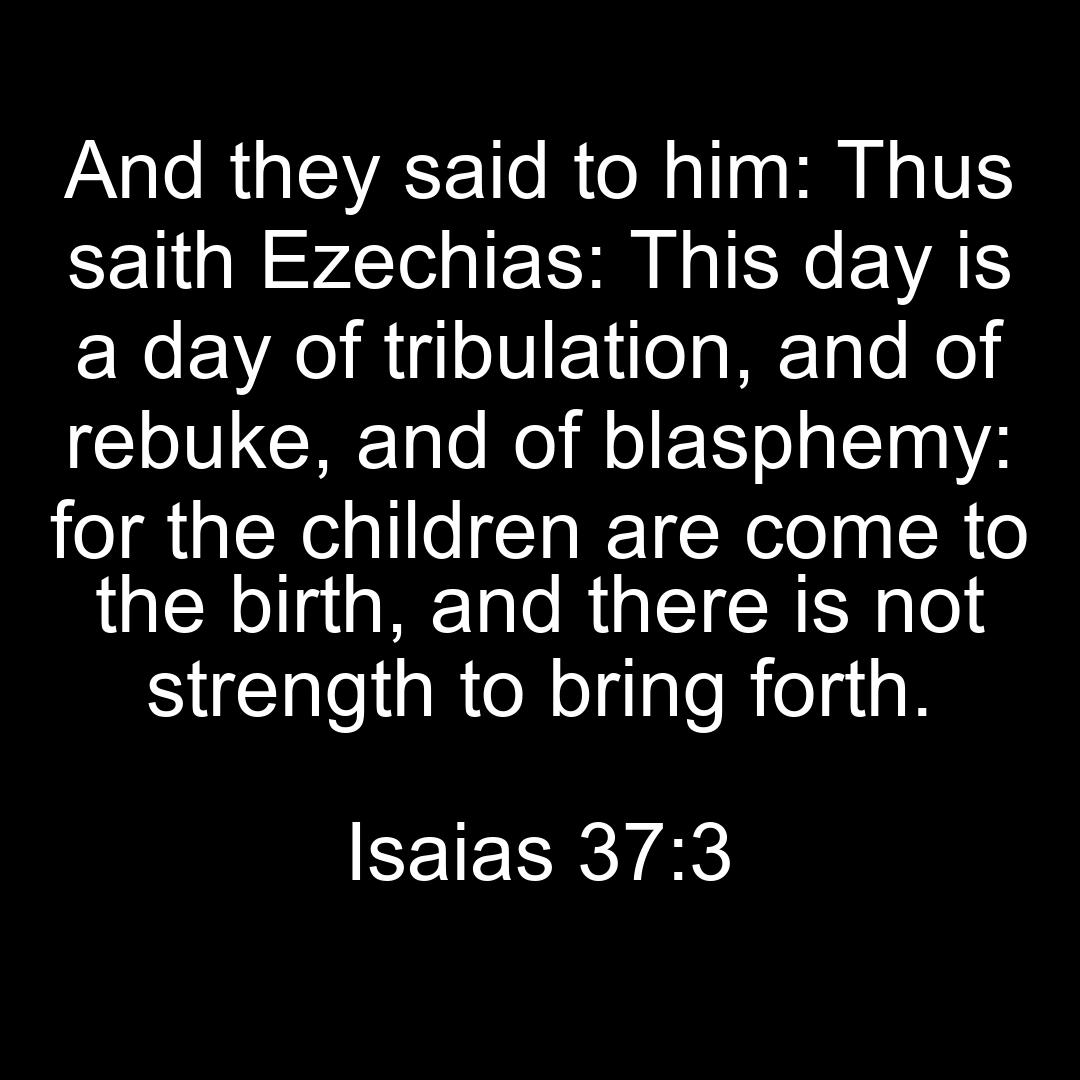 And they said to him: Thus
saith Ezechias: This day is
a day of tribulation, and of
rebuke, and of blasphemy:
for the children are come to
the birth, and there is not
strength to bring forth.
Isaias 37:3